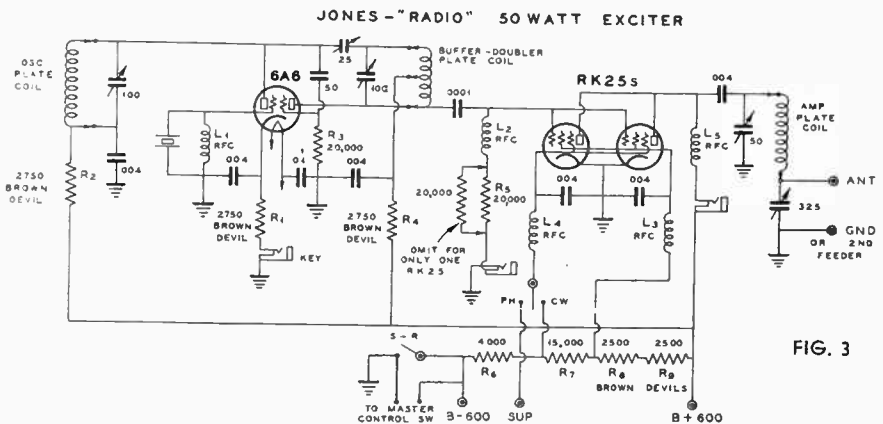 JONES-"RADIO" 50 WATT EXCITER
OSC
PLATE
COIL
100
004
2750
BROWN
DEVIL
R2
6A6
L1
RFC
004
2750
BROWN
DEVIL
R1
KEY
25
50
100
BUFFER-DOUBLER
PLATE COIL
R3
20,000
01
004
2750
BROWN
DEVIL
R4
0001
L2
RFC
20,000
R5
20,000
OMIT FOR
ONLY ONE
RK25
RK25s
004
004
L4
RFC
L3
RFC
L5
RFC
004
50
AMP
PLATE
COIL
ANT
325
GND
OR 2ND
FEEDER
PH
CW
S-R
4000
15,000
2500
2500
R6
R7
R8
R9
BROWN DEVILS
TO MASTER
CONTROL SW.
B-600
SUP
B+600
FIG. 3